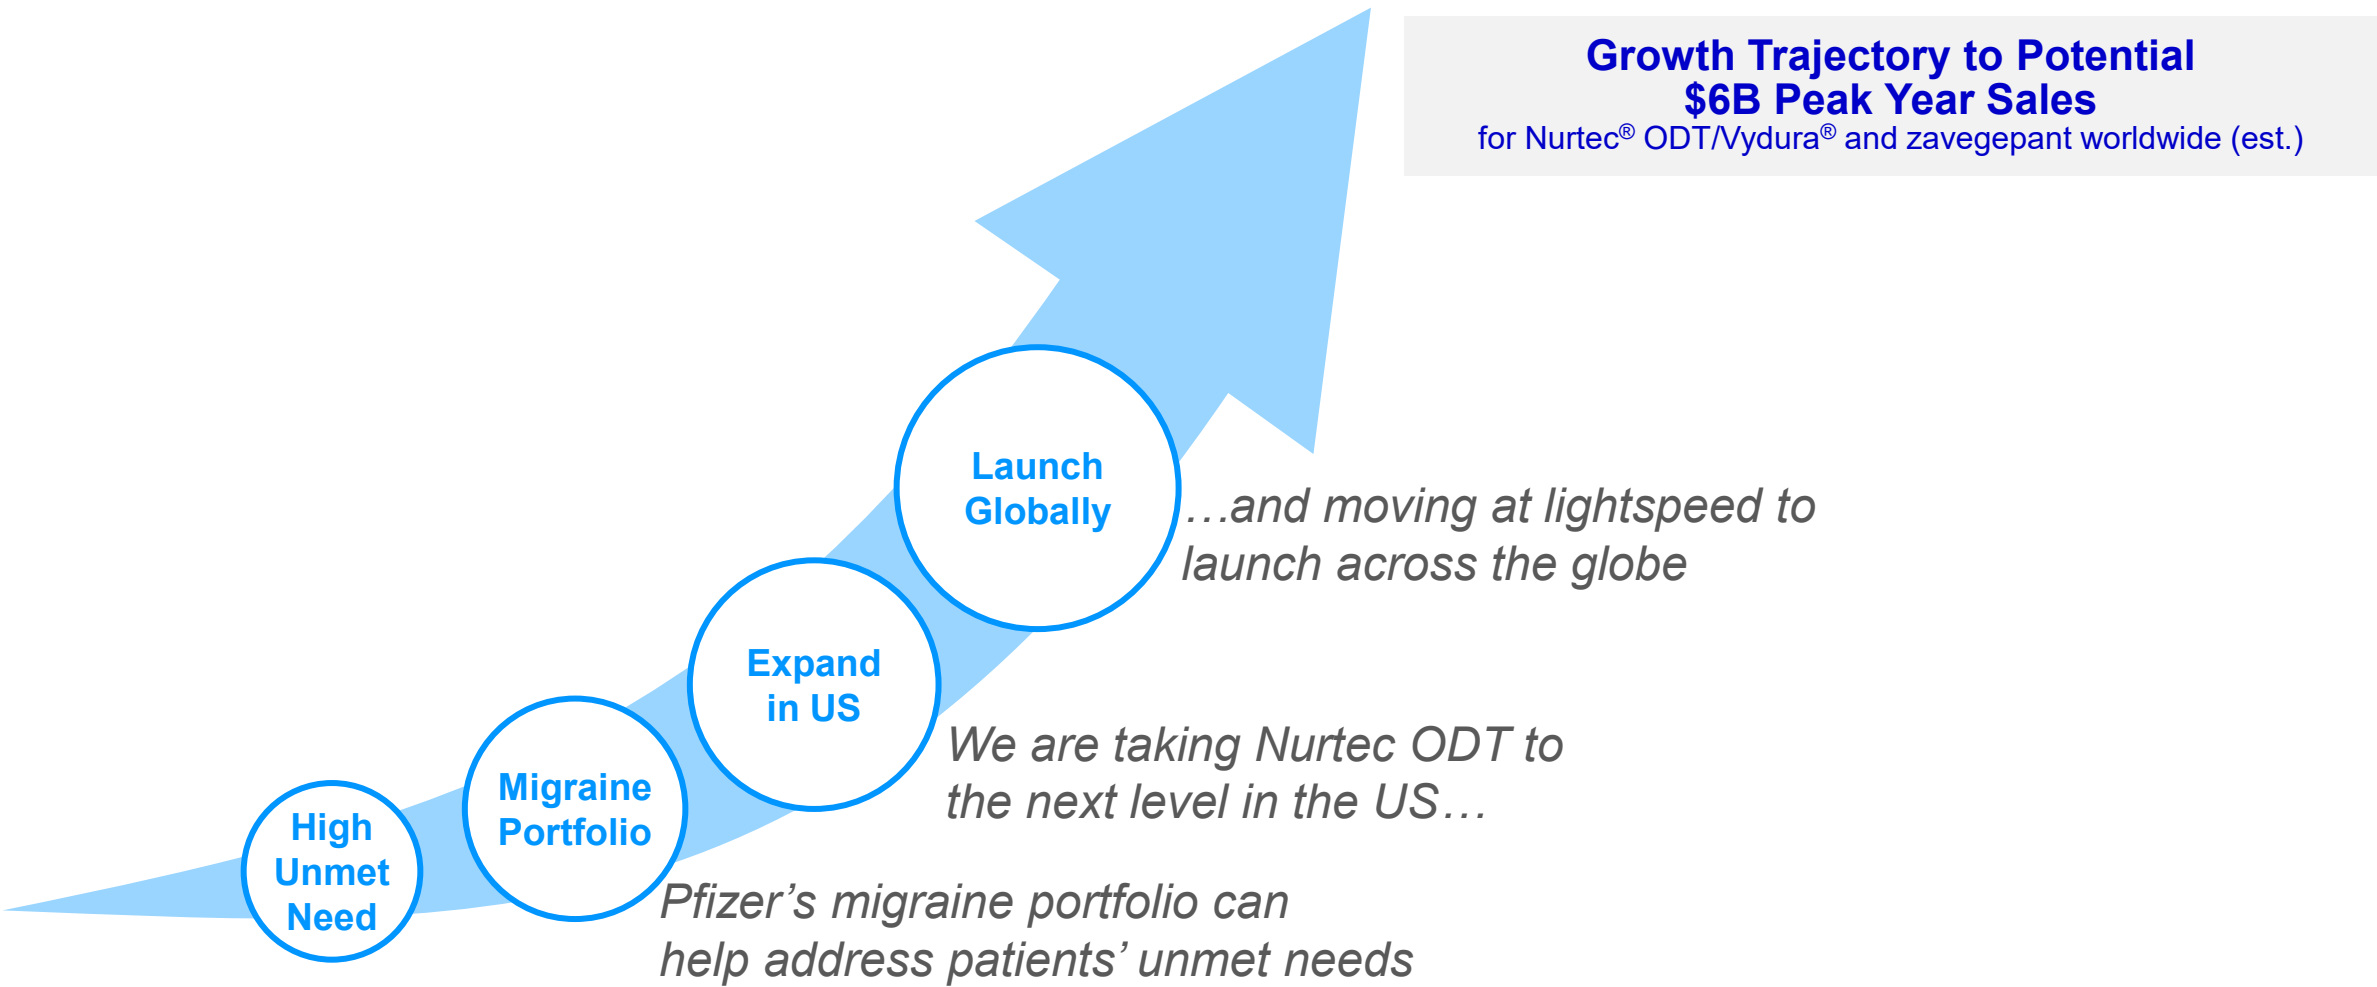 Growth Trajectory to Potential
$6B Peak Year Sales
for Nurtec® ODT/Vydura® and zavegepant worldwide (est.)
Launch
Globally
…and moving at lightspeed to
launch across the globe
Expand
in US
We are taking Nurtec ODT to
the next level in the US…
Migraine
Portfolio
Pfizer’s migraine portfolio can
help address patients’ unmet needs
High
Unmet
Need